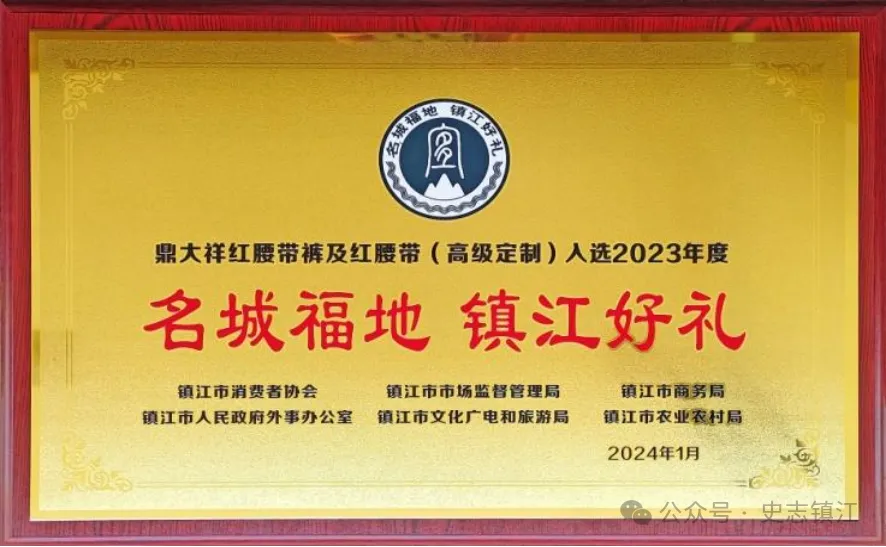 名城福地 镇江好礼
鼎大祥红腰带裤及红腰带（高级定制）入选2023年度
名城福地 镇江好礼
镇江市消费者协会 镇江市市场监督管理局 镇江市商务局
镇江市人民政府外事办公室 镇江市文化广电和旅游局 镇江市农业农村局
2024年1月
公众号 · 史志镇江